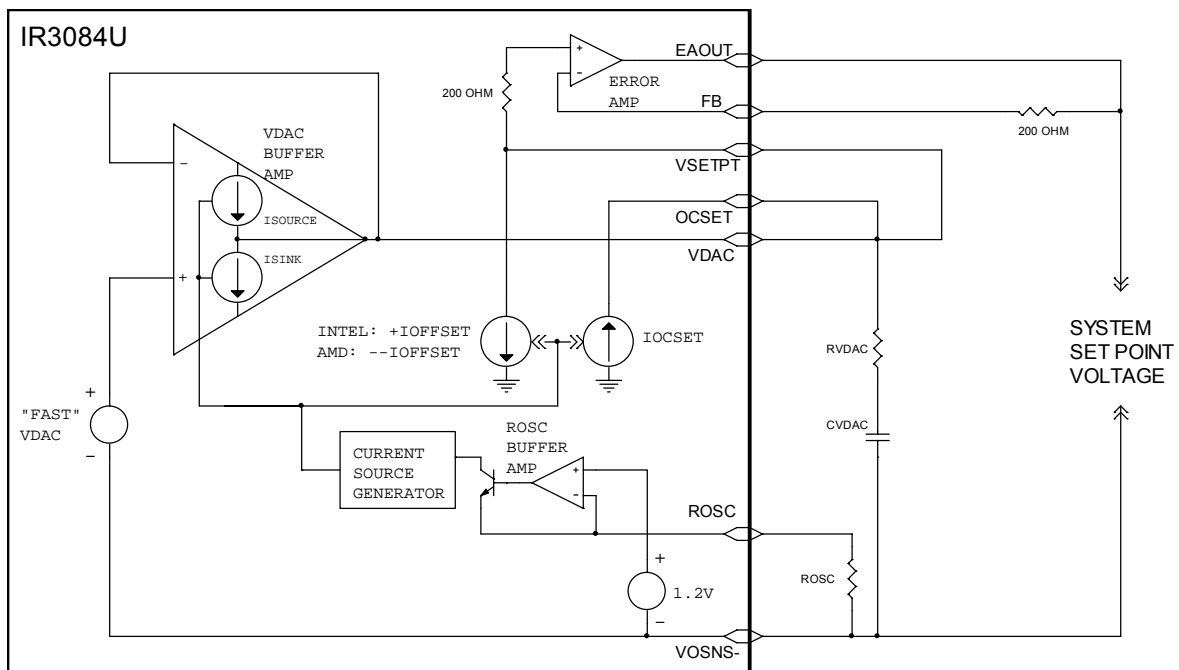 IR3084U
EAOUT
+
-
ERROR
AMP
200 OHM
FB
200 OHM
VDAC
BUFFER
AMP
-
VSETPT
ISOURCE
OCSET
VDAC
ISINK
+
INTEL: +IOFFSET
AMD: --IOFFSET
IOCSET
RVDAC
SYSTEM
SET POINT
VOLTAGE
+
"FAST"
VDAC
-
CVDAC
ROSC
BUFFER
AMP
CURRENT
SOURCE
GENERATOR
+
-
ROSC
+
1.2V
-
ROSC
VOSNS-